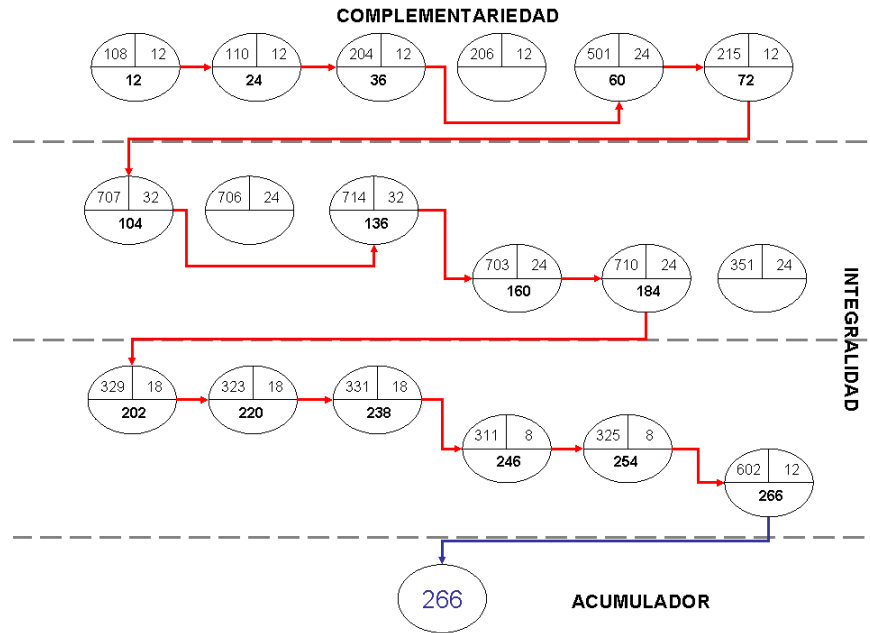 COMPLEMENTARIEDAD
108 12 110 12 204 12 206 12 501 24 215 12
12 24 36 60 72
707 32 706 24 714 32
104 136
703 24 710 24 351 24
160 184
INTEGRALIDAD
329 18 323 18 331 18
202 220 238
311 8 325 8
246 254
602 12
266
266
ACUMULADOR